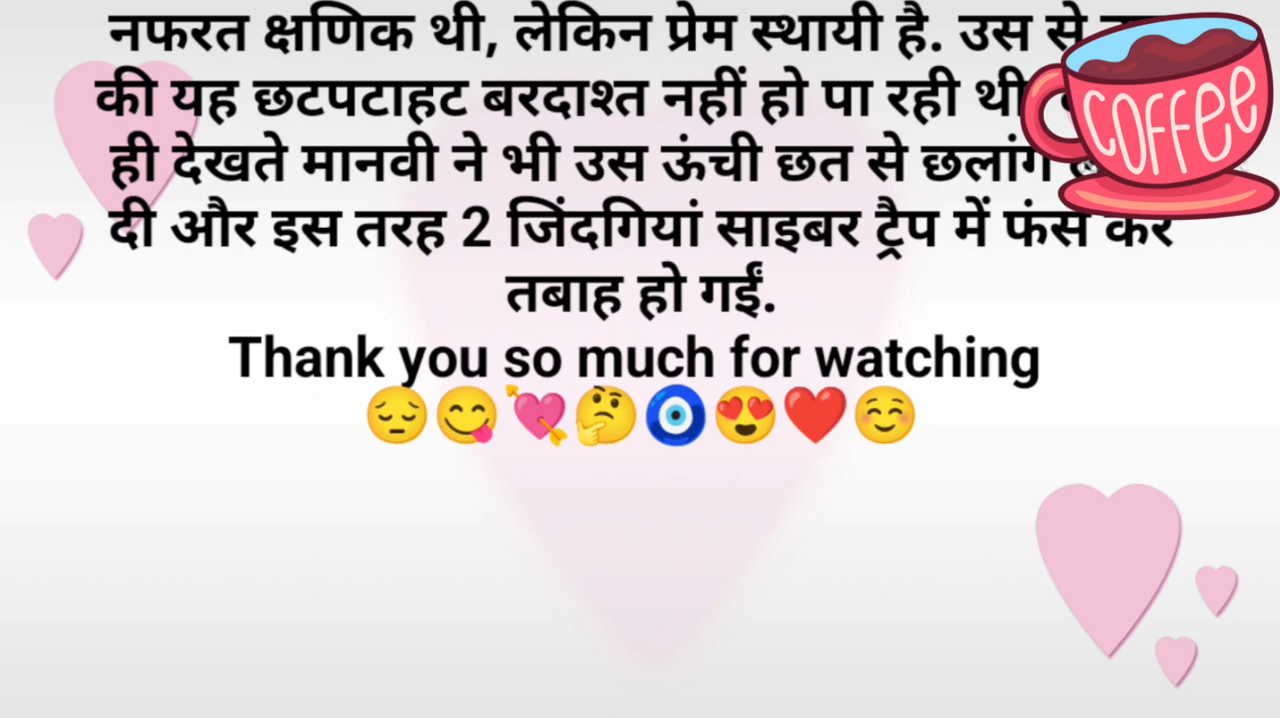 नफरत क्षणिक थी, लेकिन प्रेम स्थायी है. उस से
की यह छटपटाहट बरदाश्त नहीं हो पा रही थी
ही देखते मानवी ने भी उस ऊंची छत से छलांग
दी और इस तरह 2 जिंदगियां साइबर ट्रैप में फंस कर
तबाह हो गईं.
Thank you so much for watching
😔😋💘🤔🧿😍❤️☺️
COFFee